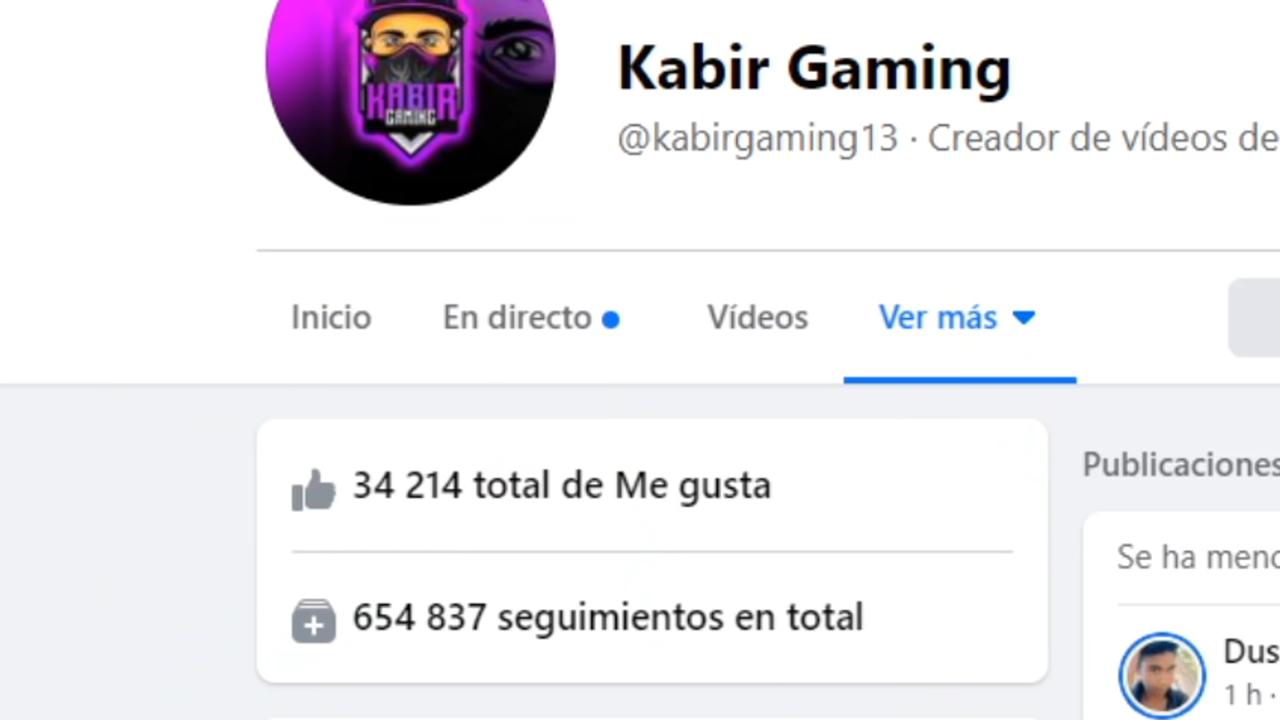 KABIR
GAMING
Kabir Gaming
@kabirgaming13 · Creador de vídeos de
Inicio
En directo
Vídeos
Ver más
34 214 total de Me gusta
654 837 seguimientos en total
Publicaciones
Se ha menc
Dus
1 h ·